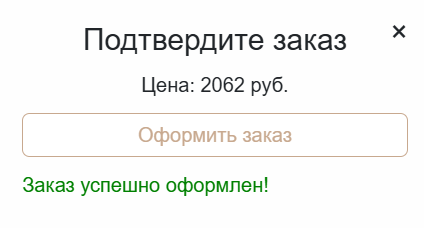 Подтвердите заказ
Цена: 2062 руб.
Оформить заказ
Заказ успешно оформлен!